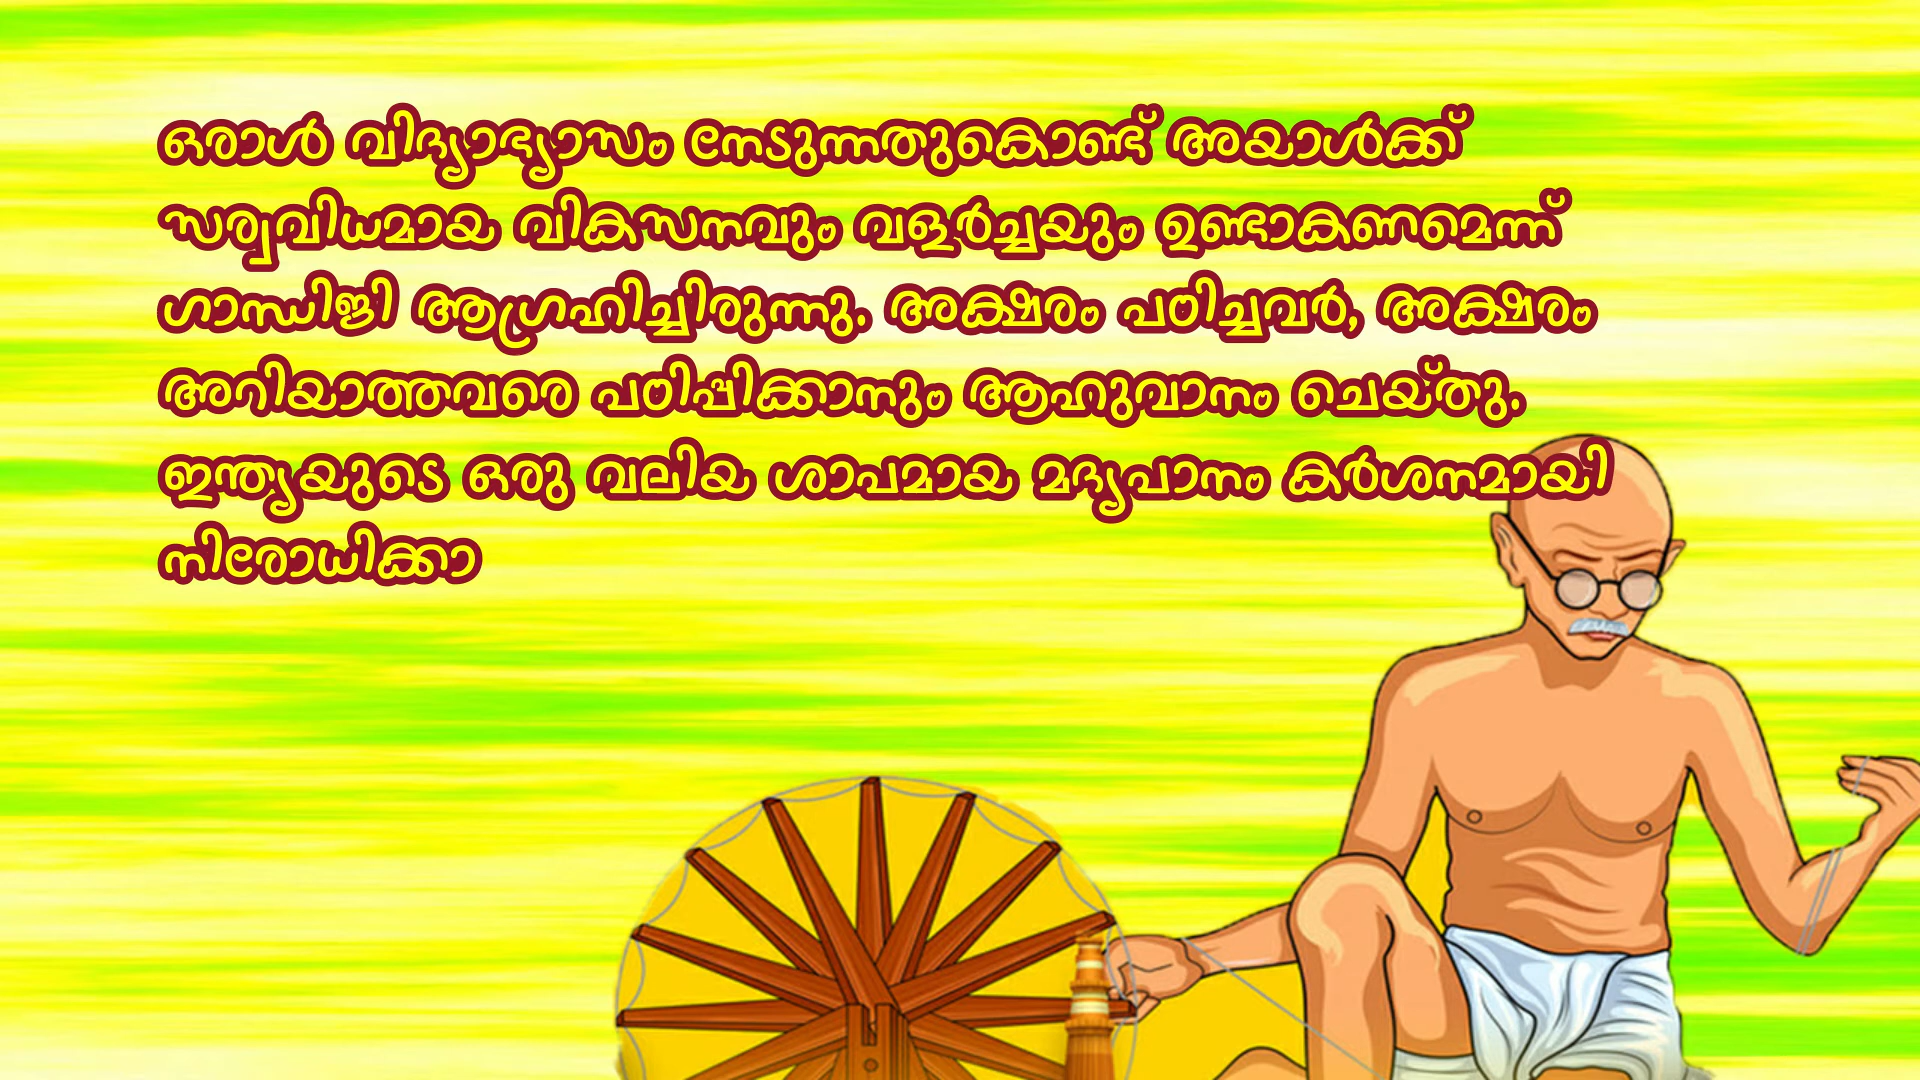 ഒരാൾ വിദ്യാഭ്യാസം നേടുന്നതുകൊണ്ട് അയാൾക്ക്
സര്വവിധമായ വികസനവും വളർച്ചയും ഉണ്ടാകണമെന്ന്
ഗാന്ധിജി ആഗ്രഹിച്ചിരുന്നു. അക്ഷരം പഠിച്ചവർ, അക്ഷരം
അറിയാത്തവരെ പഠിപ്പിക്കാനും ആഹുവാനം ചെയ്തു.
ഇന്ത്യയുടെ ഒരു വലിയ ശാപമായ മദ്യപാനം കർശനമായി
നിരോധിക്കാ